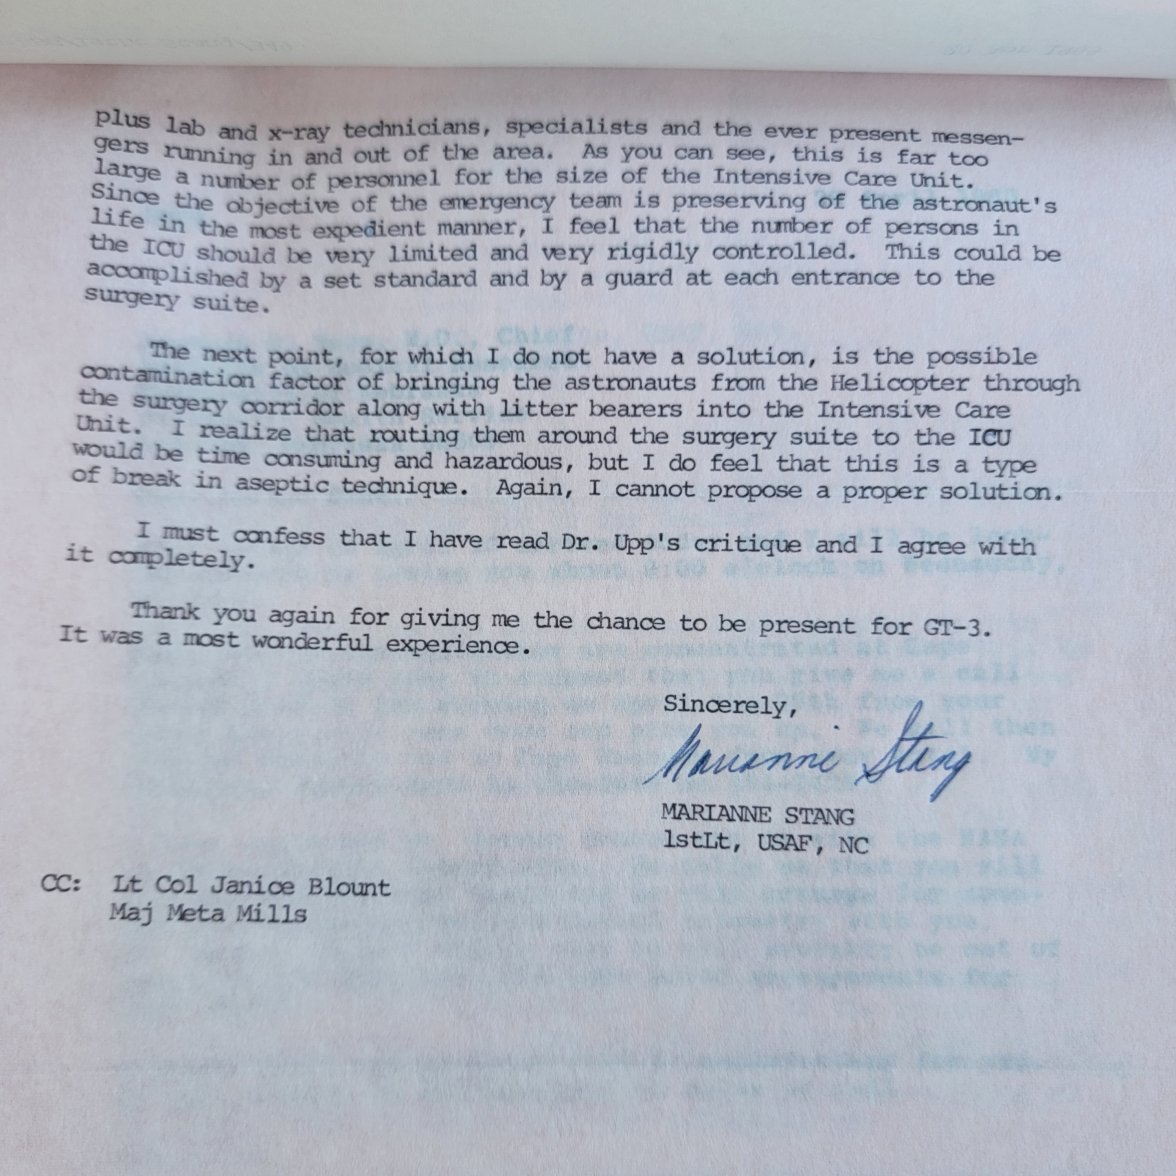 plus lab and x-ray technicians, specialists and the ever present messen-
gers running in and out of the area. As you can see, this is far too
large a number of personnel for the size of the Intensive Care Unit.
Since the objective of the emergency team is preserving of the astronaut's
life in the most expedient manner, I feel that the number of persons in
the ICU should be very limited and very rigidly controlled. This could be
accomplished by a set standard and by a guard at each entrance to the
surgery suite.
The next point, for which I do not have a solution, is the possible
contamination factor of bringing the astronauts from the Helicopter through
the surgery corridor along with litter bearers into the Intensive Care
Unit. I realize that routing them around the surgery suite to the ICU
would be time consuming and hazardous, but I do feel that this is a type
of break in aseptic technique. Again, I cannot propose a proper solution.
I must confess that I have read Dr. Upp's critique and I agree with
it completely.
Thank you again for giving me the chance to be present for GT-3.
It was a most wonderful experience.
Sincerely,
Marianne Stang
MARIANNE STANG
1stLt, USAF, NC
CC: Lt Col Janice Blount
Maj Meta Mills